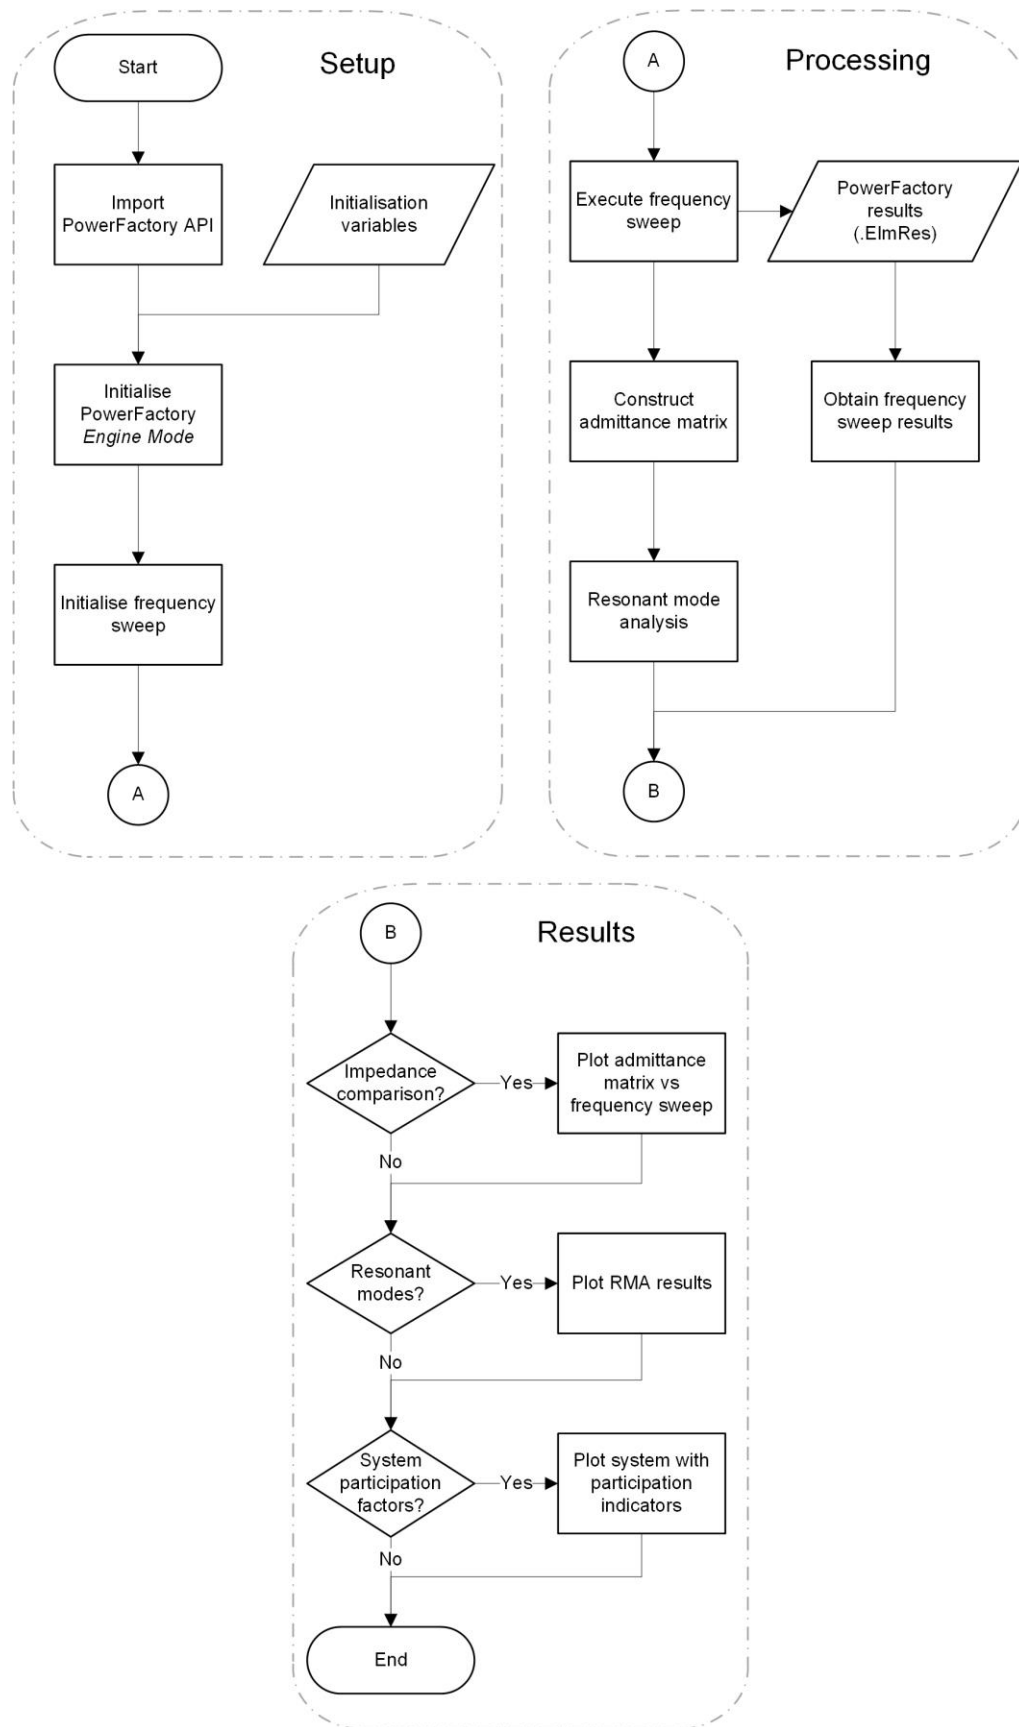 Setup
Start
Import
PowerFactory API
Initialisation
variables
Initialise
PowerFactory
Engine Mode
Initialise frequency
sweep
A
Processing
A
Execute frequency
sweep
PowerFactory
results
(.ElmRes)
Construct
admittance matrix
Obtain frequency
sweep results
Resonant mode
analysis
B
Results
B
Impedance
comparison?
Yes
Plot admittance
matrix vs
frequency sweep
No
Resonant
modes?
Yes
Plot RMA results
No
System
participation
factors?
Yes
Plot system with
participation
indicators
No
End